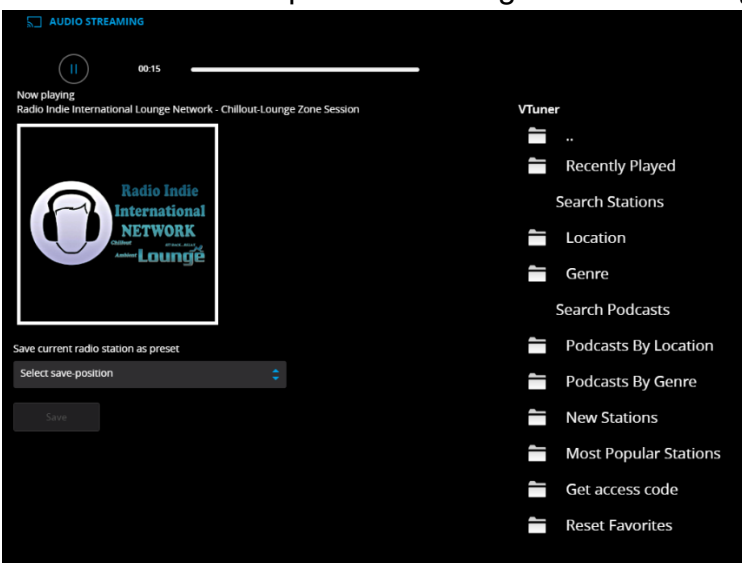 AUDIO STREAMING
00:15
Now playing
Radio Indie International Lounge Network - Chillout-Lounge Zone Session
Radio Indie
International
NETWORK
Chillout
Ambient Lounge
Save current radio station as preset
Select save-position
Save
VTuner
..
Recently Played
Search Stations
Location
Genre
Search Podcasts
Podcasts By Location
Podcasts By Genre
New Stations
Most Popular Stations
Get access code
Reset Favorites